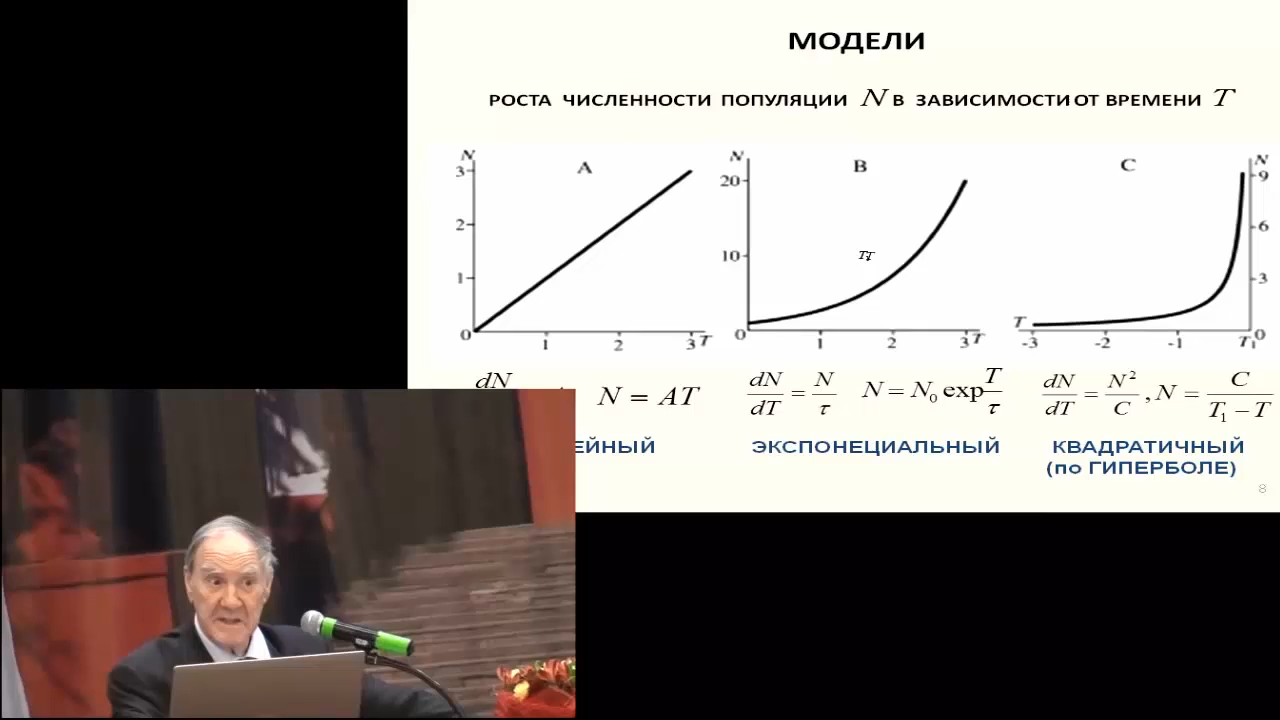 МОДЕЛИ
РОСТА ЧИСЛЕННОСТИ ПОПУЛЯЦИИ N В ЗАВИСИМОСТИ ОТ ВРЕМЕНИ T
N
A
3
2
1
0
1
2
3
T
N
B
20
10
TT
0
1
2
3
T
C
N
9
6
3
0
T
-3
-2
-1
T₁
dN
N = AT
dN/dT = N/τ N = N₀ exp T/τ
dN/dT = N²/C , N = C/(T₁ − T)
ЕЙНЫЙ
ЭКСПОНЕЦИАЛЬНЫЙ
КВАДРАТИЧНЫЙ
(по ГИПЕРБОЛЕ)
8